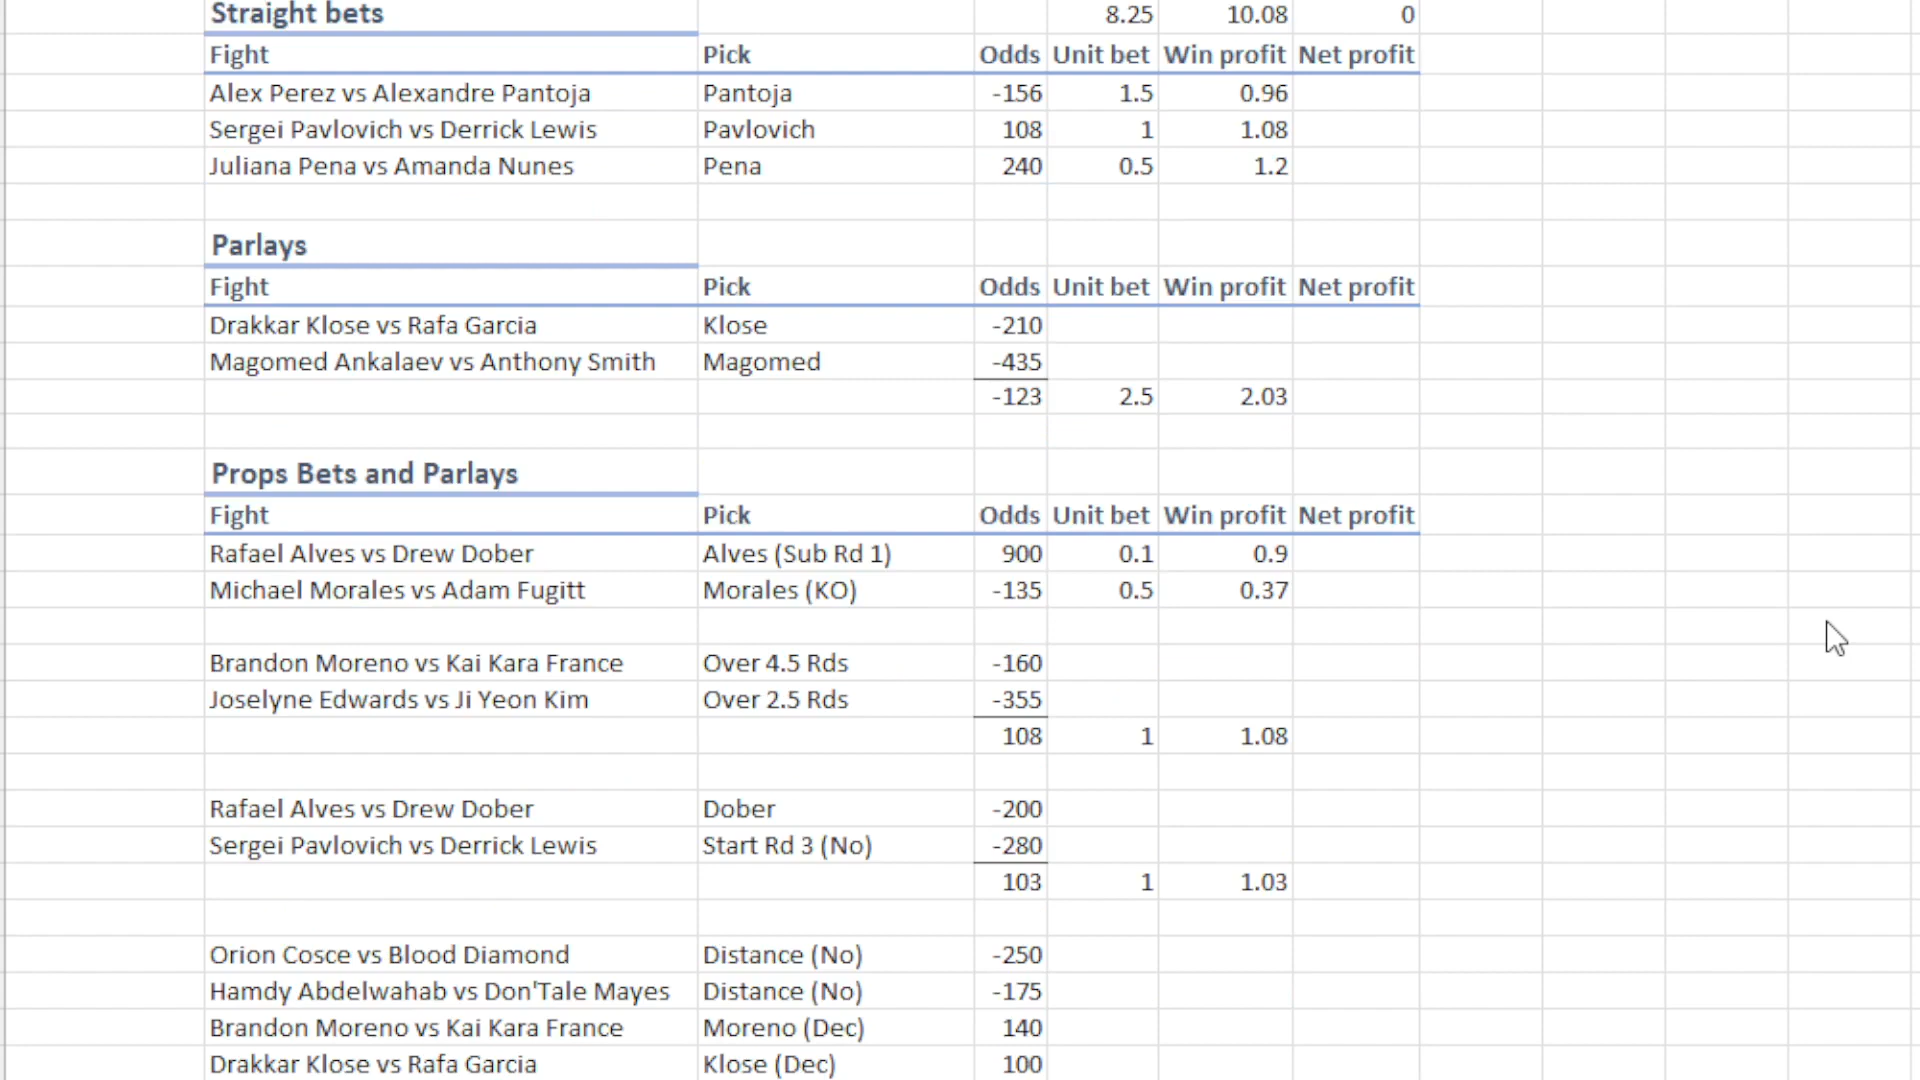 Straight bets 8.25 10.08 0
Fight Pick Odds Unit bet Win profit Net profit
Alex Perez vs Alexandre Pantoja Pantoja -156 1.5 0.96
Sergei Pavlovich vs Derrick Lewis Pavlovich 108 1 1.08
Juliana Pena vs Amanda Nunes Pena 240 0.5 1.2
Parlays
Fight Pick Odds Unit bet Win profit Net profit
Drakkar Klose vs Rafa Garcia Klose -210
Magomed Ankalaev vs Anthony Smith Magomed -435
-123 2.5 2.03
Props Bets and Parlays
Fight Pick Odds Unit bet Win profit Net profit
Rafael Alves vs Drew Dober Alves (Sub Rd 1) 900 0.1 0.9
Michael Morales vs Adam Fugitt Morales (KO) -135 0.5 0.37
Brandon Moreno vs Kai Kara France Over 4.5 Rds -160
Joselyne Edwards vs Ji Yeon Kim Over 2.5 Rds -355
108 1 1.08
Rafael Alves vs Drew Dober Dober -200
Sergei Pavlovich vs Derrick Lewis Start Rd 3 (No) -280
103 1 1.03
Orion Cosce vs Blood Diamond Distance (No) -250
Hamdy Abdelwahab vs Don'Tale Mayes Distance (No) -175
Brandon Moreno vs Kai Kara France Moreno (Dec) 140
Drakkar Klose vs Rafa Garcia Klose (Dec) 100